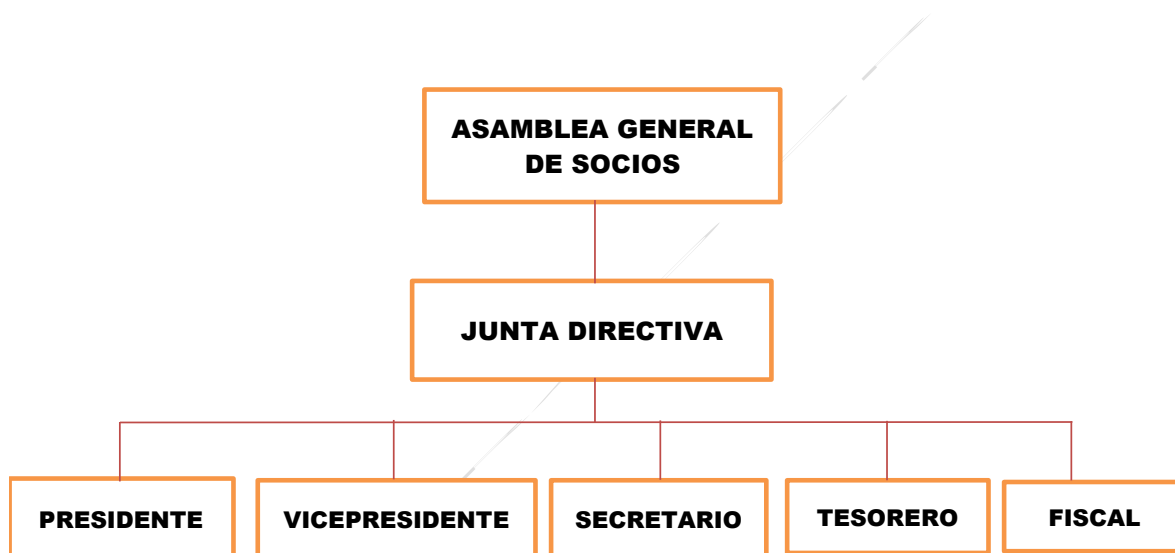 ASAMBLEA GENERAL
DE SOCIOS
JUNTA DIRECTIVA
PRESIDENTE
VICEPRESIDENTE
SECRETARIO
TESORERO
FISCAL